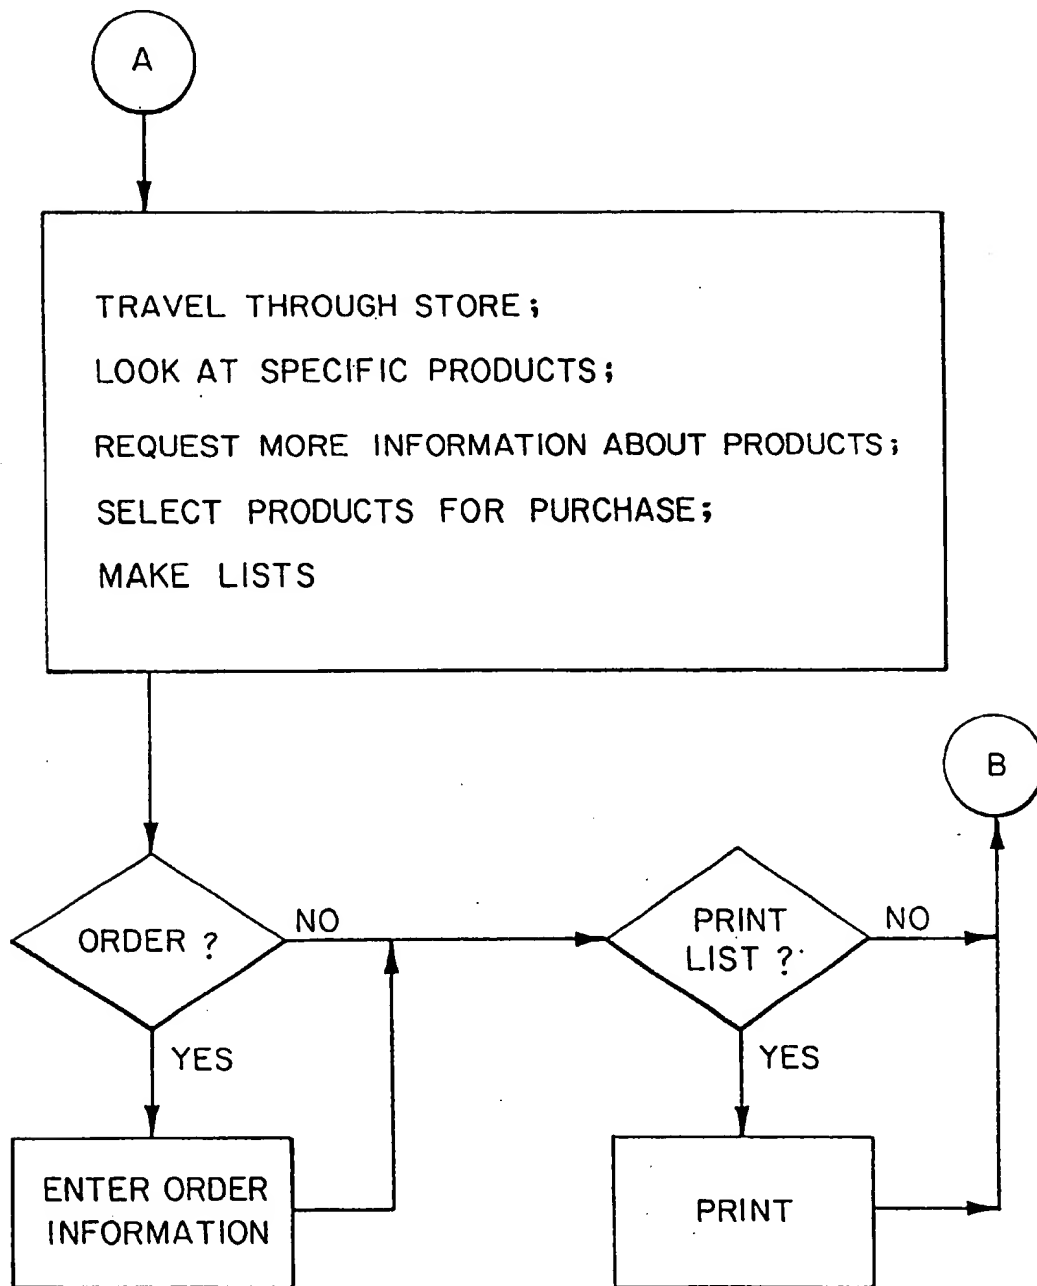 A
TRAVEL THROUGH STORE;
LOOK AT SPECIFIC PRODUCTS;
REQUEST MORE INFORMATION ABOUT PRODUCTS;
SELECT PRODUCTS FOR PURCHASE;
MAKE LISTS
B
ORDER ?
NO
PRINT
LIST ?
NO
YES
YES
ENTER ORDER
INFORMATION
PRINT